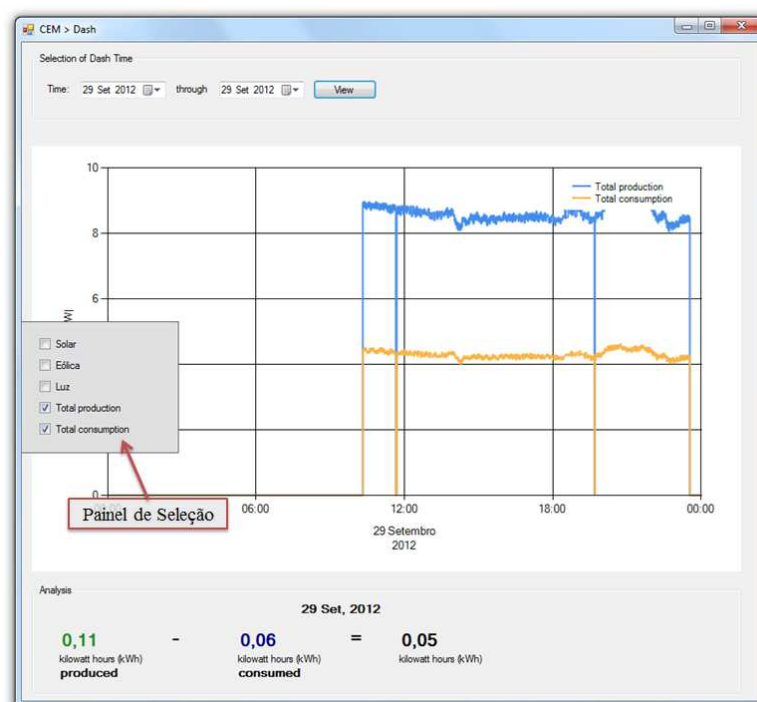 CEM > Dash
Selection of Dash Time
Time: 29 Set 2012 through 29 Set 2012 View
10
8
6
Total production
Total consumption
Solar
Eólica
Luz
Total production
Total consumption
Painel de Seleção
0
06:00
12:00
18:00
00:00
29 Setembro
2012
Analysis
29 Set, 2012
0,11 - 0,06 = 0,05
kilowatt hours (kWh) kilowatt hours (kWh) kilowatt hours (kWh)
produced consumed